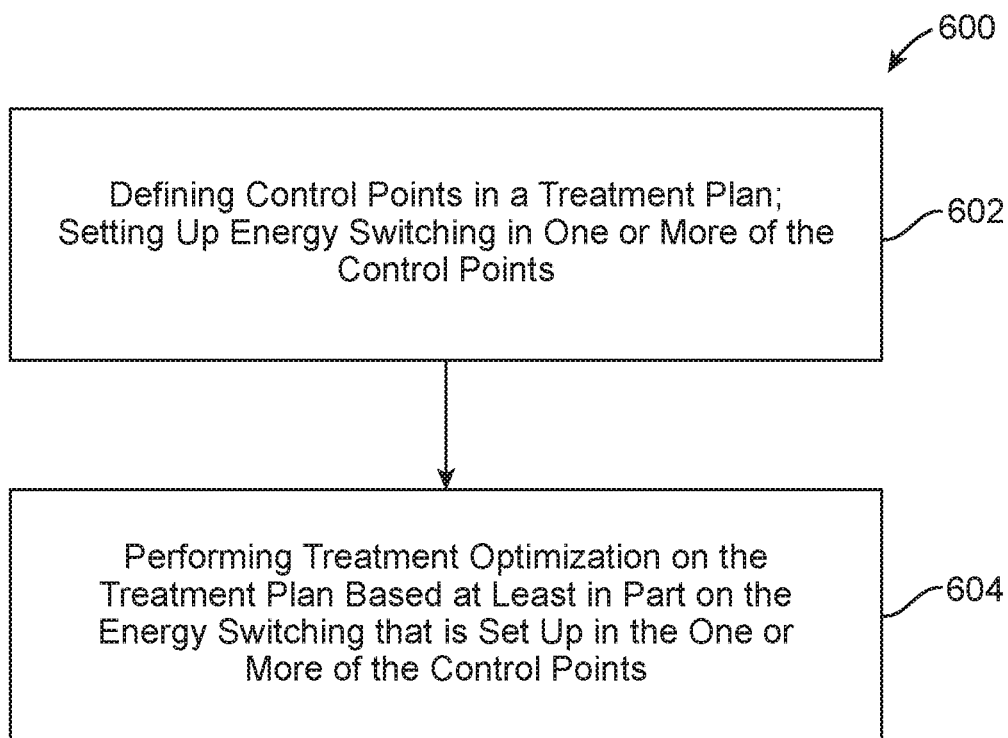 600
Defining Control Points in a Treatment Plan;
Setting Up Energy Switching in One or More of the
Control Points
602
Performing Treatment Optimization on the
Treatment Plan Based at Least in Part on the
Energy Switching that is Set Up in the One or
More of the Control Points
604